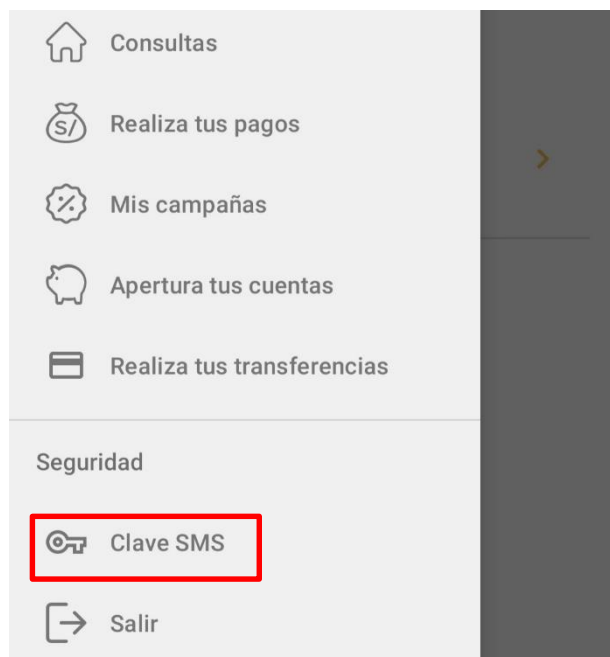 Consultas
S/
Realiza tus pagos
Mis campañas
Apertura tus cuentas
Realiza tus transferencias
Seguridad
Clave SMS
Salir